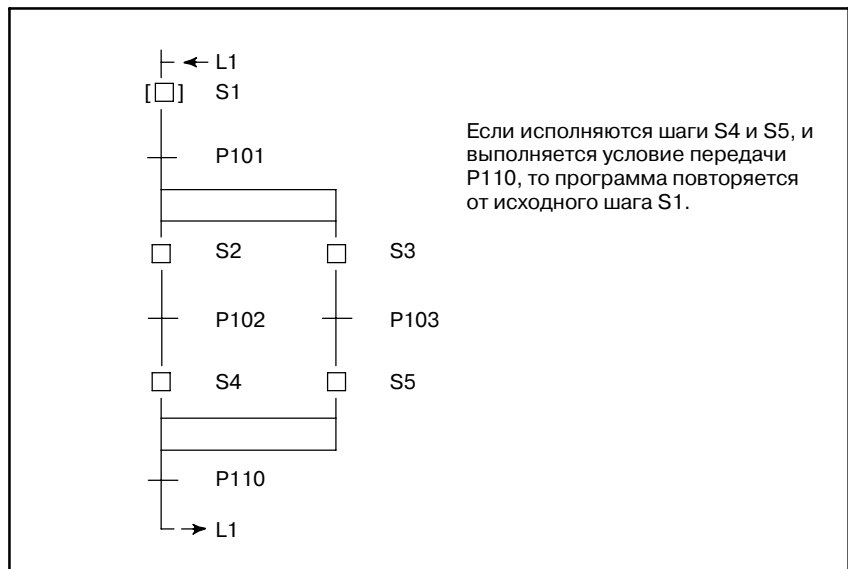 L1
[ ] S1
P101
Если исполняются шаги S4 и S5, и
выполняется условие передачи
P110, то программа повторяется
от исходного шага S1.
S2 S3
P102 P103
S4 S5
P110
L1